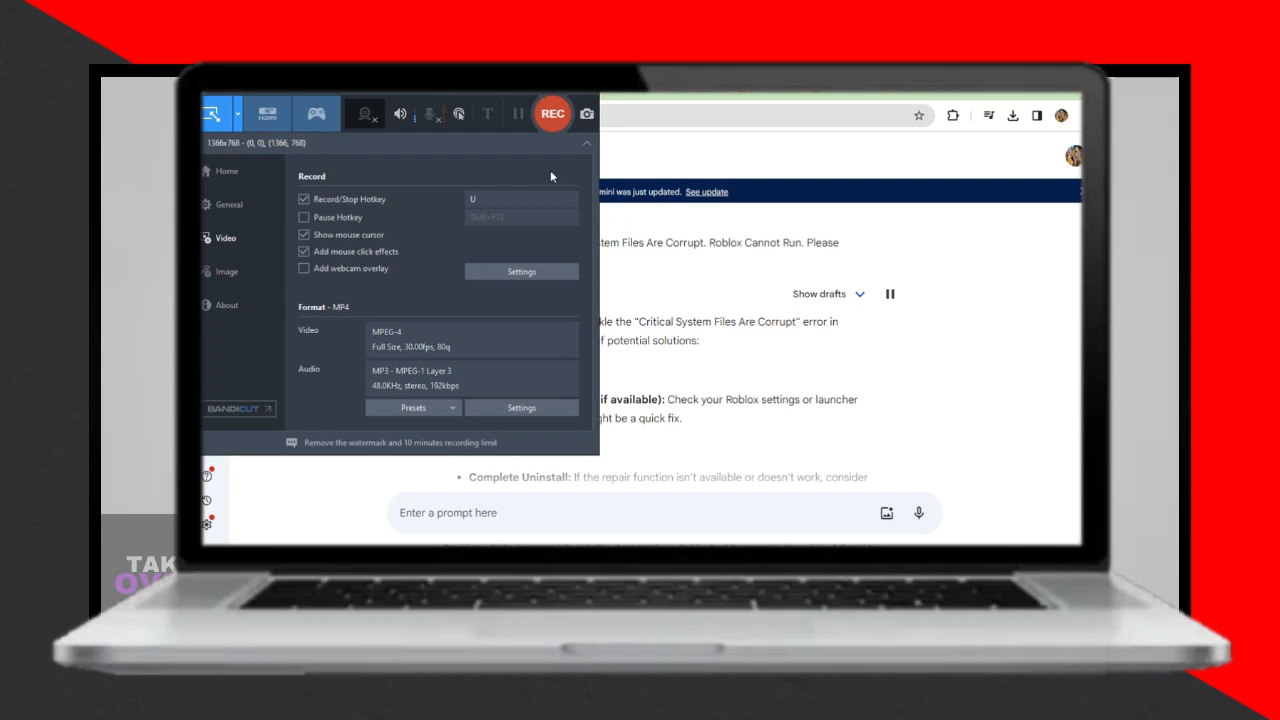 HDMI
T
REC
1366x768 - (0, 0), (1366, 768)
Home
General
Video
Image
About
BANDICUT
Record
Record/Stop Hotkey
U
Pause Hotkey
Shift+F12
Show mouse cursor
Add mouse click effects
Add webcam overlay
Settings
Format - MP4
Video
MPEG-4
Full Size, 30.00fps, 80q
Audio
MP3 - MPEG-1 Layer 3
48.0KHz, stereo, 192kbps
Presets
Settings
Remove the watermark and 10 minutes recording limit
mini was just updated. See update
tem Files Are Corrupt. Roblox Cannot Run. Please
Show drafts
kle the "Critical System Files Are Corrupt" error in
f potential solutions:
if available): Check your Roblox settings or launcher
ght be a quick fix.
• Complete Uninstall: If the repair function isn't available or doesn't work, consider
Enter a prompt here
TAK
OV